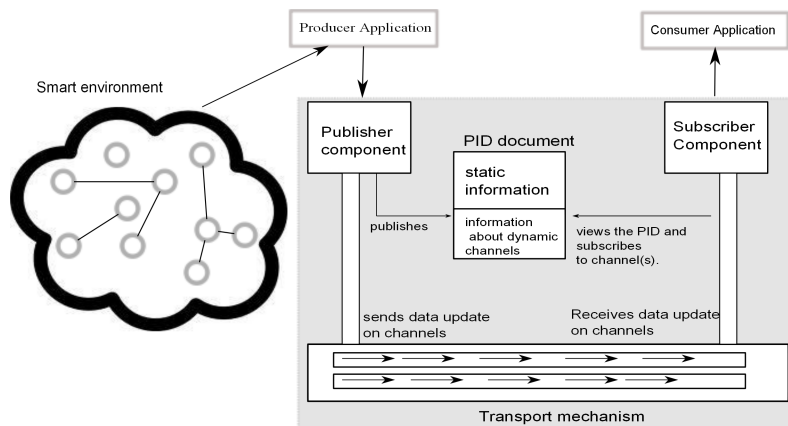 Producer Application
Consumer Application
Smart environment
Publisher
component
PID document
Subscriber
Component
static
information
publishes
information
about dynamic
channels
views the PID and
subscribes
to channel(s).
sends data update
on channels
Receives data update
on channels
Transport mechanism